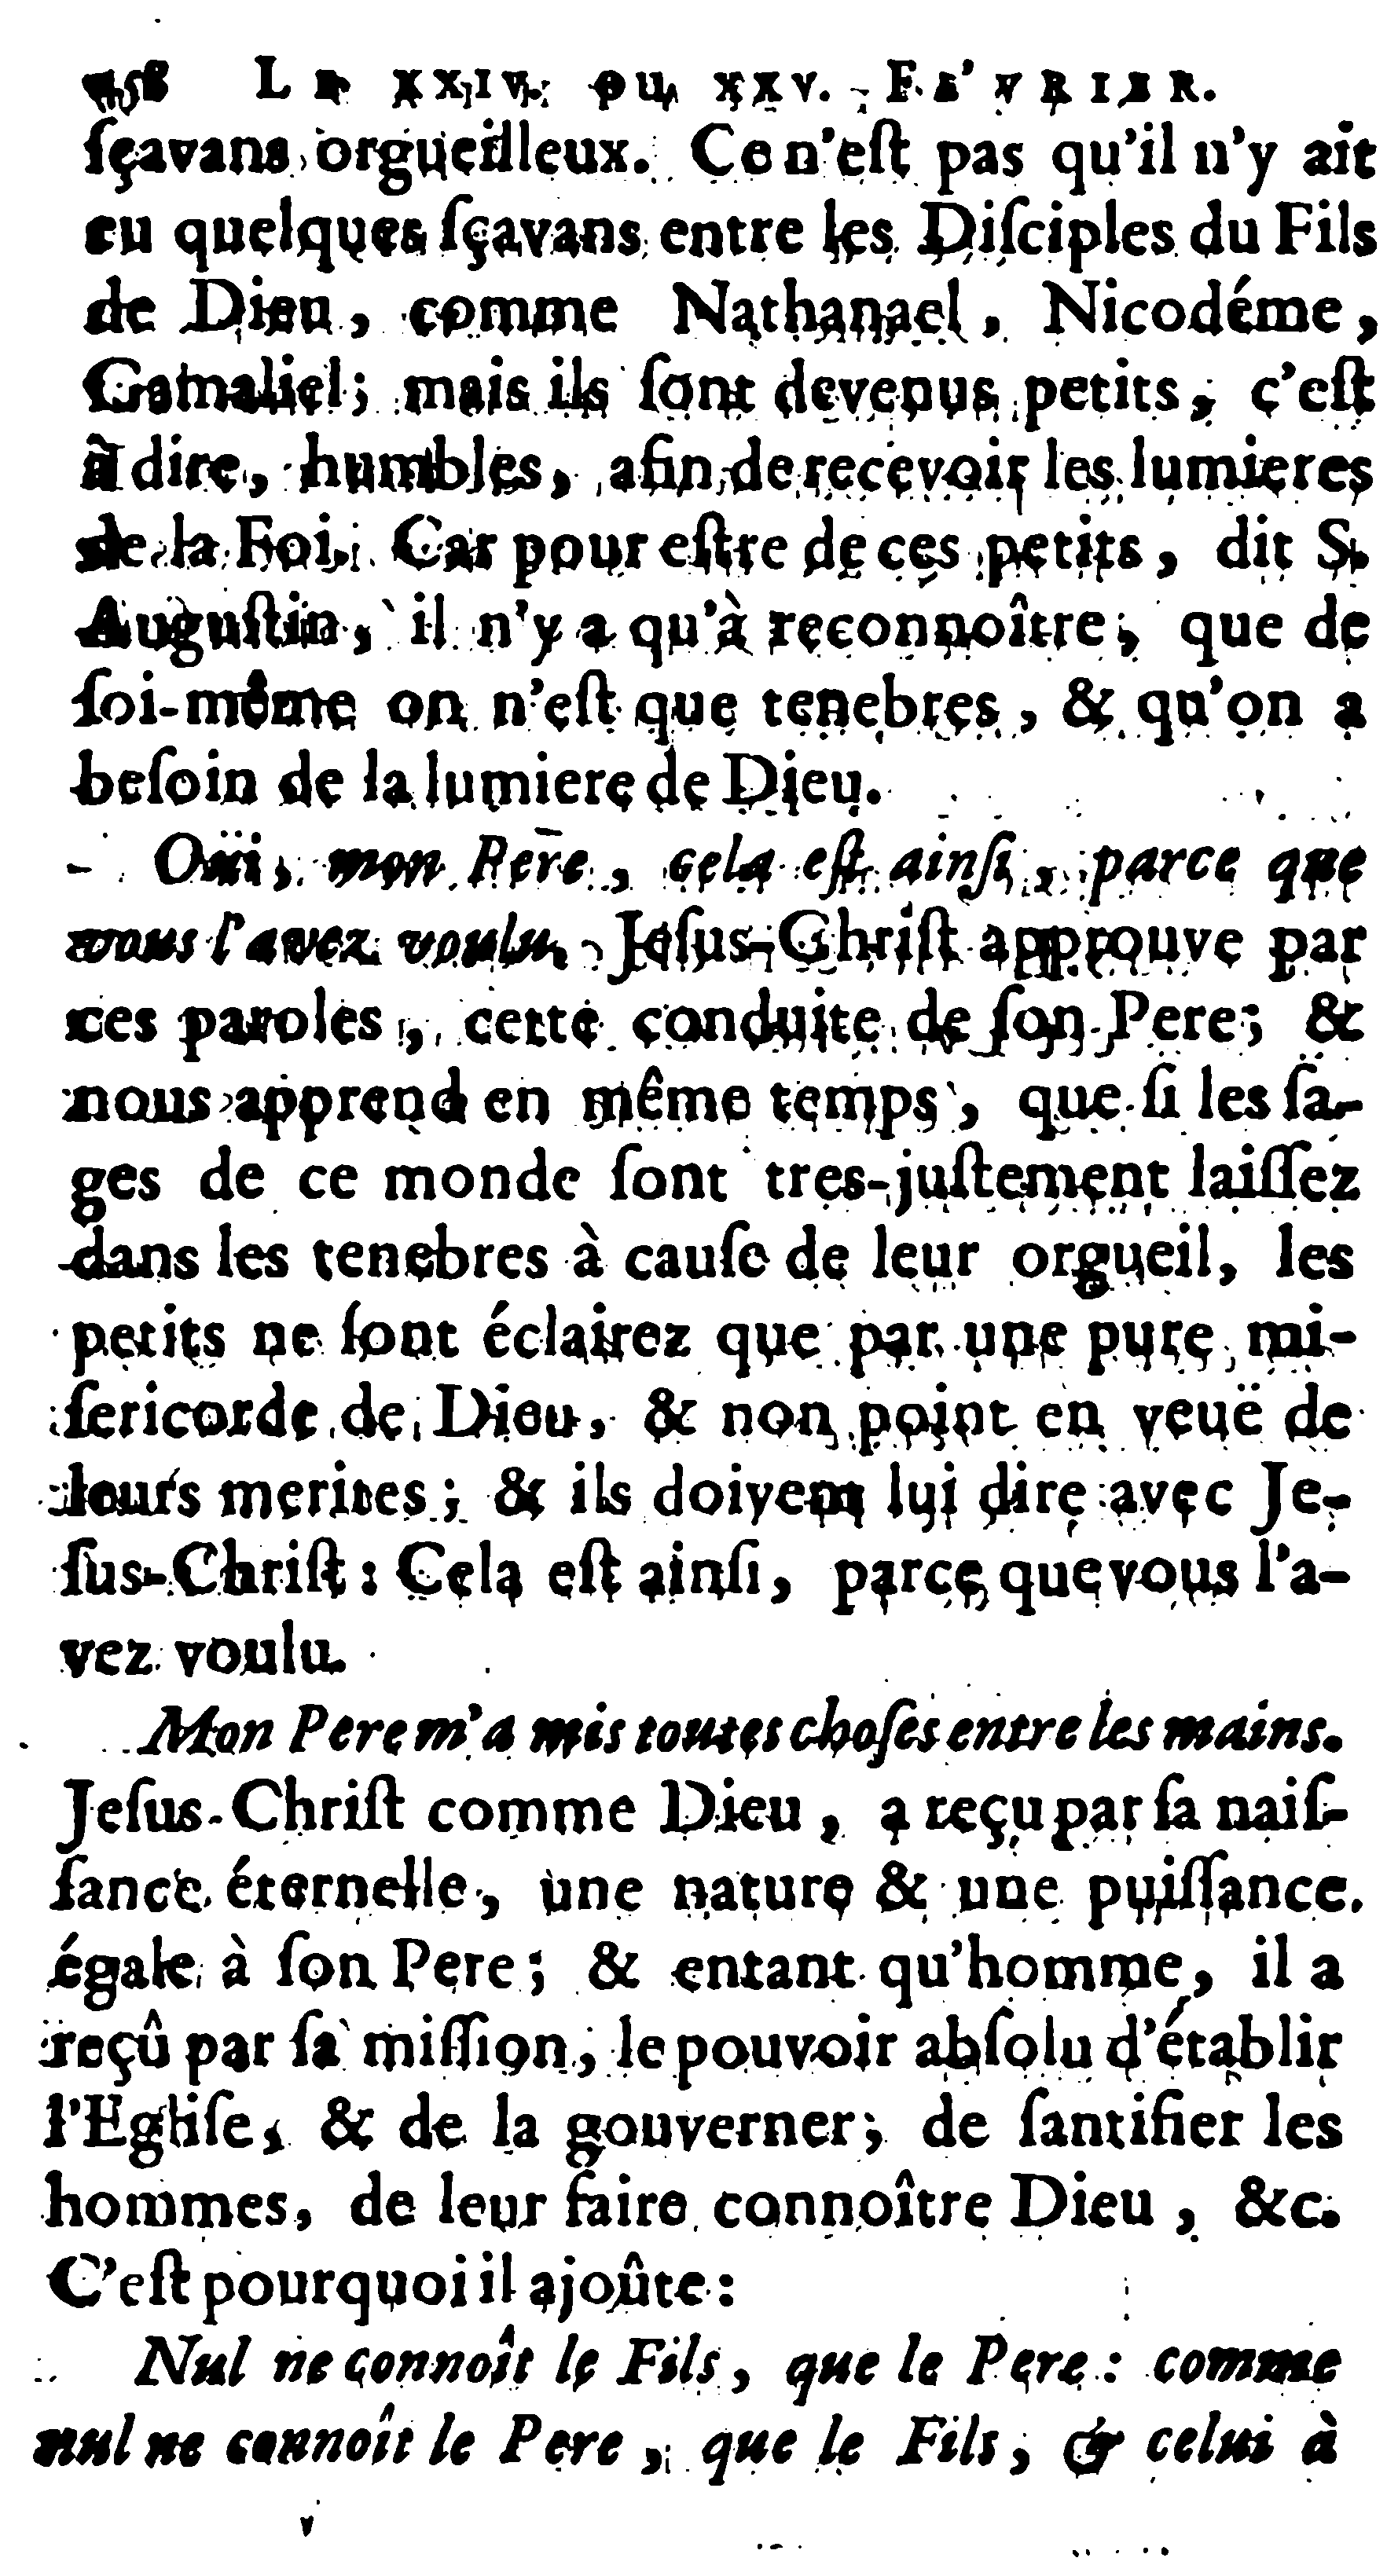 LE XXIV. OU XXV. FE'VRIER.
ſçavans orgueilleux. Ce n'eſt pas qu'il n'y ait
eu quelques ſçavans entre les Diſciples du Fils
de Dieu, comme Nathanael, Nicodéme,
Gamaliel; mais ils ſont devenus petits, c'eſt
à dire, humbles, afin de recevoir les lumieres
de la Foi. Car pour eſtre de ces petits, dit S.
Auguſtin, il n'y a qu'à reconnoître, que de
ſoi-même on n'eſt que tenebres, & qu'on a
beſoin de la lumiere de Dieu.
Oüi, mon Pere, cela eſt ainſi, parce que
vous l'avez voulu. Jeſus-Chriſt approuve par
ces paroles, cette conduite de ſon Pere; &
nous apprend en même temps, que ſi les ſa-
ges de ce monde ſont tres-juſtement laiſſez
dans les tenebres à cauſe de leur orgueil, les
petits ne ſont éclairez que par une pure mi-
ſericorde de Dieu, & non point en veuë de
leurs merites; & ils doivent lui dire avec Je-
ſus-Chriſt: Cela eſt ainſi, parce que vous l'a-
vez voulu.
Mon Pere m'a mis toutes choſes entre les mains.
Jeſus-Chriſt comme Dieu, a reçu par ſa naiſ-
ſance éternelle, une nature & une puiſſance
égale à ſon Pere; & entant qu'homme, il a
reçû par ſa miſſion, le pouvoir abſolu d'établir
l'Egliſe, & de la gouverner; de ſantifier les
hommes, de leur faire connoître Dieu, &c.
C'eſt pourquoi il ajoûte:
Nul ne connoît le Fils, que le Pere: comme
nul ne connoît le Pere, que le Fils, & celui à